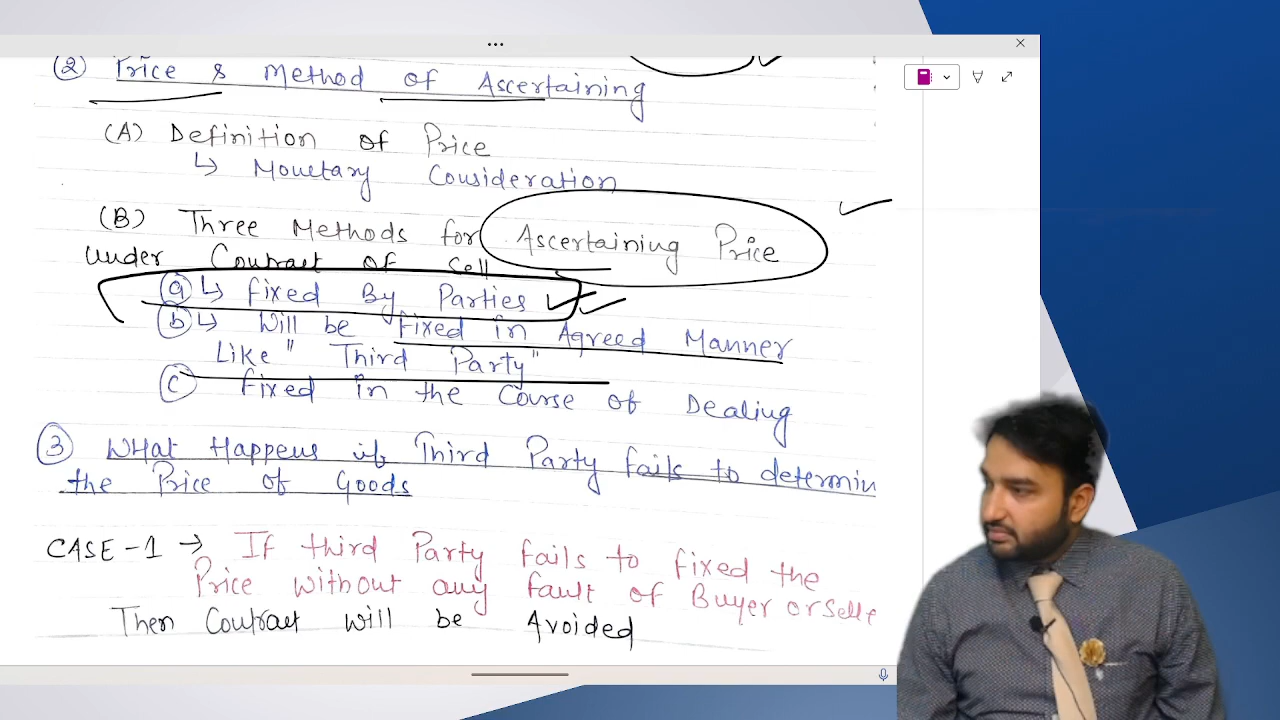 (2) Price & Method of Ascertaining
(A) Definition of Price
↳ Monetary Consideration
(B) Three Methods for Ascertaining Price
under Contract of Sell
(a) ↳ fixed By Parties
(b) ↳ Will be fixed in Agreed Manner
Like " Third Party"
(c) fixed in the Course of Dealing
(3) What Happens if Third Party fails to determin
the Price of Goods
CASE-1 → If third Party fails to fixed the
Price without any fault of Buyer or Selle
Then Contract will be Avoided